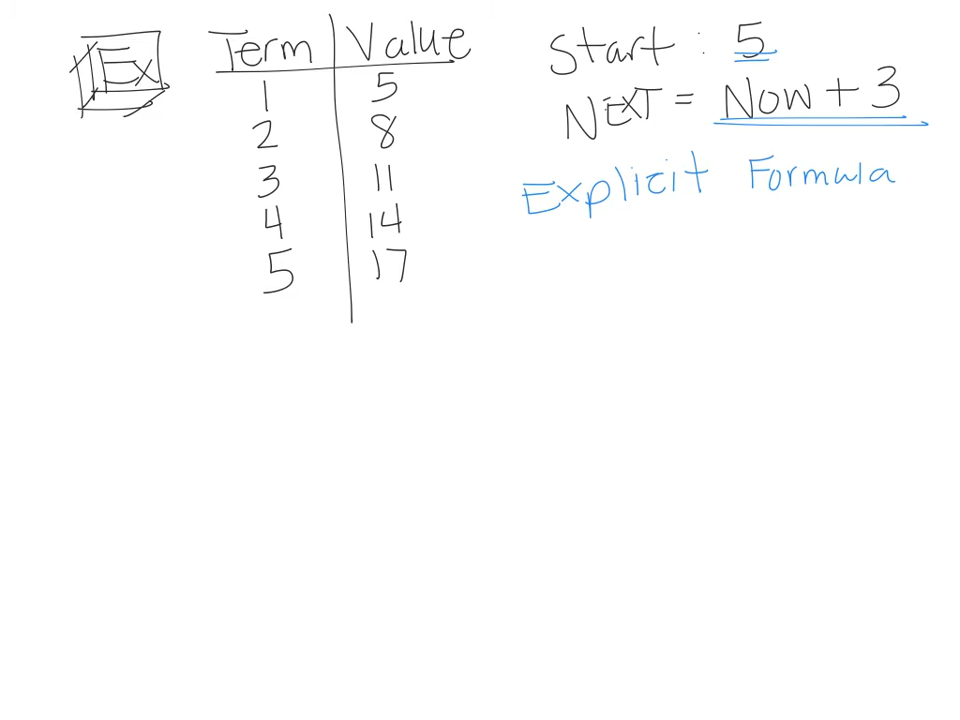 Ex
Term Value
1 5
2 8
3 11
4 14
5 17
Start : 5
NEXT = Now + 3
Explicit Formula